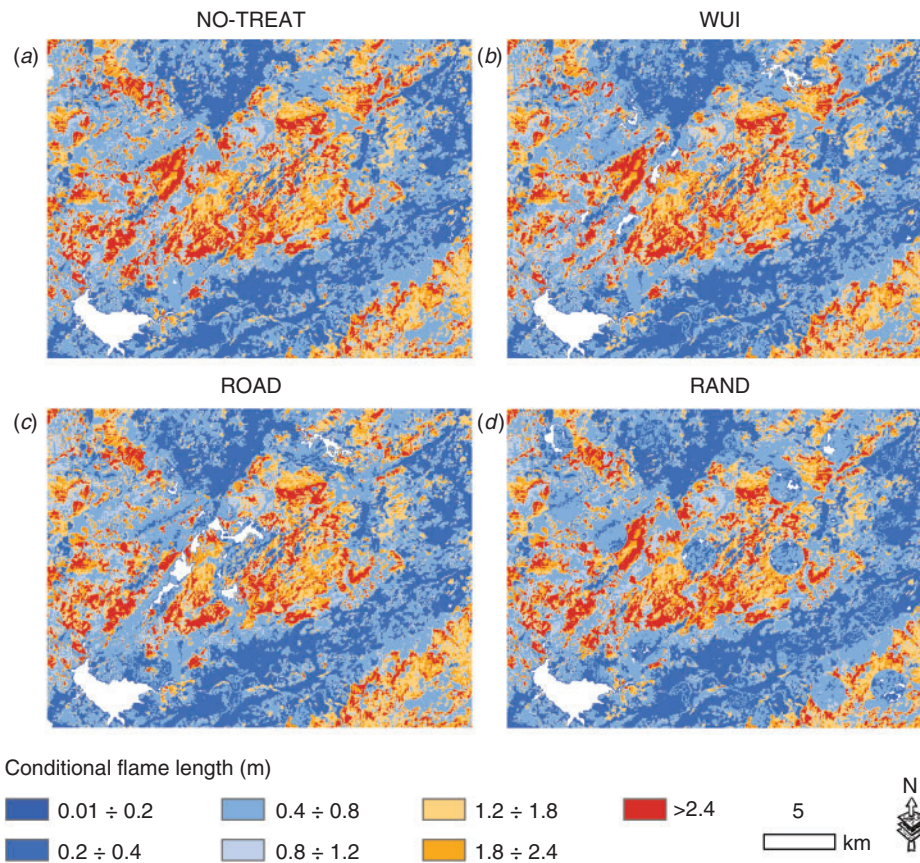 NO-TREAT
WUI
(a)
(b)
ROAD
RAND
(c)
(d)
Conditional flame length (m)
0.01 ÷ 0.2
0.4 ÷ 0.8
1.2 ÷ 1.8
>2.4
5
N
0.2 ÷ 0.4
0.8 ÷ 1.2
1.8 ÷ 2.4
km